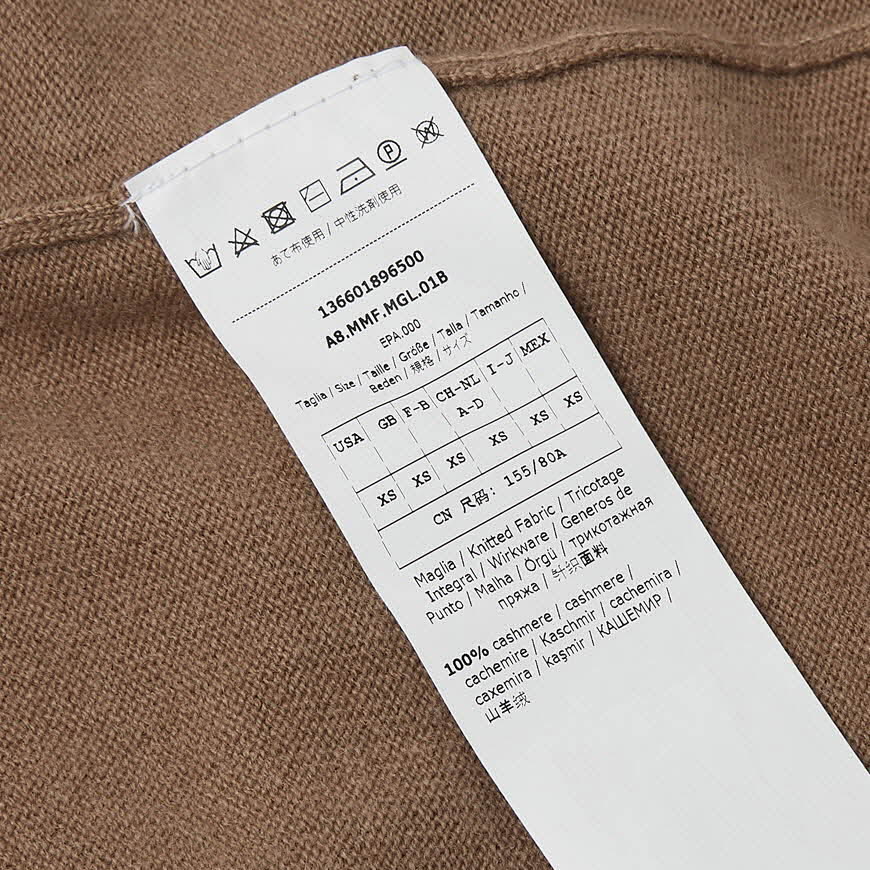 P
W
あて布使用 / 中性洗剤使用
136601896500
A8.MMF.MGL.01B
EPA.000
Taglia / Size / Taille / Größe / Talla / Tamanho /
Beden / 規格 / サイズ
USA GB F-B CH-NL A-D I-J MEX
XS XS XS XS XS XS
CN 尺码: 155/80A
Maglia / Knitted Fabric / Tricotage
Integral / Wirkware / Generos de
Punto / Malha / Örgü / трикотажная
пряжа / 针织面料
100% cashmere / cashmere /
cachemire / Kaschmir / cachemira /
caxemira / kaşmir / КАШЕМИР /
山羊绒